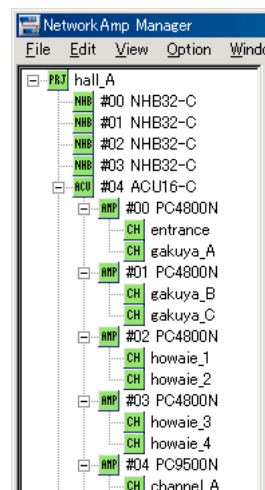 NetworkAmp Manager
File Edit View Option
PRJ hall_A
NHB #00 NHB32-C
NHB #01 NHB32-C
NHB #02 NHB32-C
NHB #03 NHB32-C
ACU #04 ACU16-C
AMP #00 PC4800N
CH entrance
CH gakuya_A
AMP #01 PC4800N
CH gakuya_B
CH gakuya_C
AMP #02 PC4800N
CH howaie_1
CH howaie_2
AMP #03 PC4800N
CH howaie_3
CH howaie_4
AMP #04 PC9500N
CH channel_A